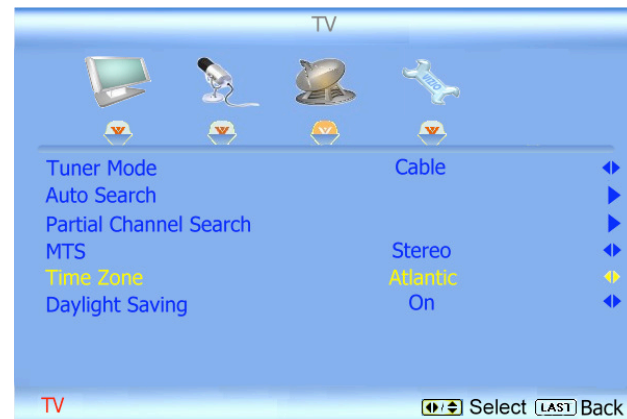 TV
VIZIO
Tuner Mode Cable
Auto Search
Partial Channel Search
MTS Stereo
Time Zone Atlantic
Daylight Saving On
TV Select LAST Back